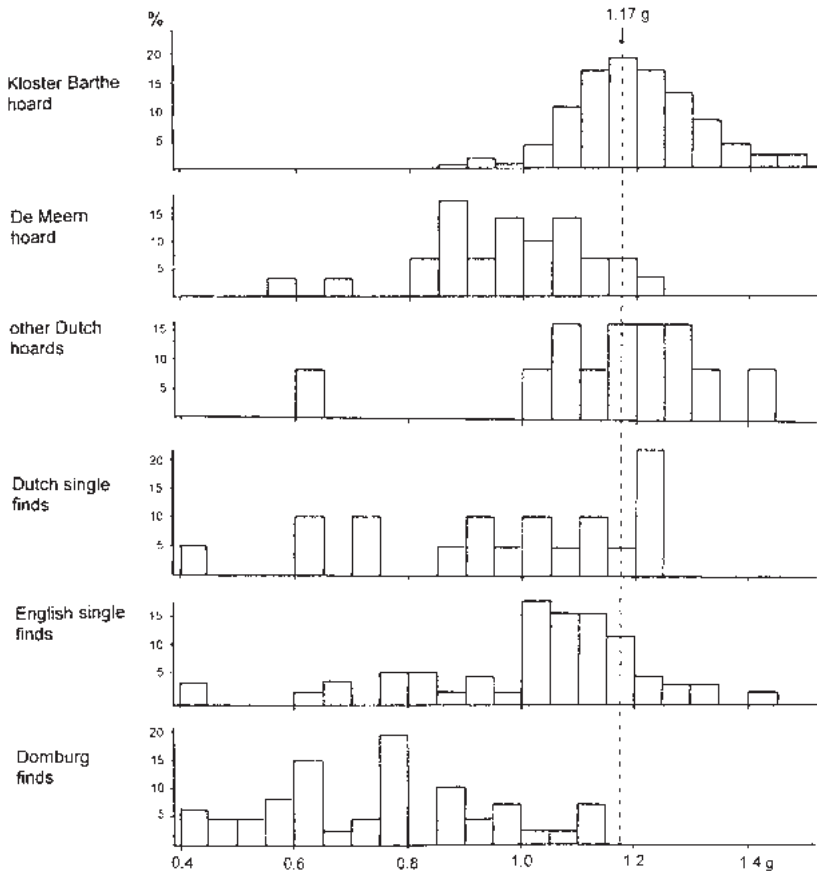 1.17 g
%
Kloster Barthe
hoard
20
15
10
5
De Meern
hoard
15
10
5
other Dutch
hoards
15
10
5
Dutch single
finds
20
15
10
5
English single
finds
15
10
5
Domburg
finds
20
15
10
5
0.4 0.6 0.8 1.0 1.2 1.4 g